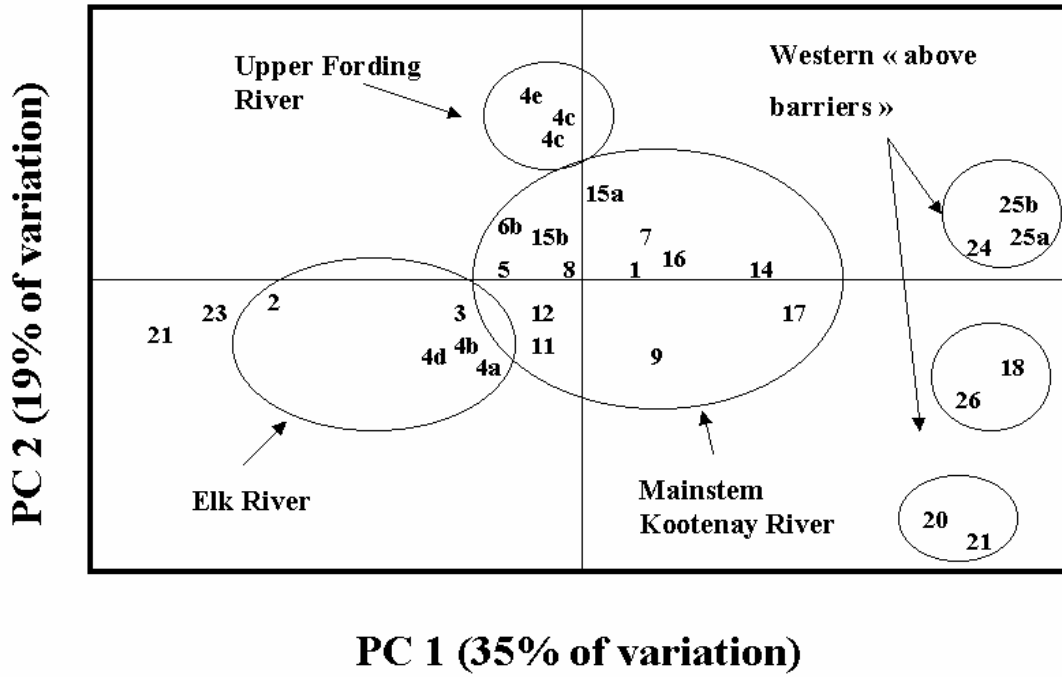 Upper Fording
River
Western « above
barriers »
4e
4c
4c
15a
25b
25a
24
6b
15b
7
16
5
8
1
14
2
23
21
3
12
17
4b
4d
4a
11
9
18
26
Elk River
Mainstem
Kootenay River
20
21
PC 2 (19% of variation)
PC 1 (35% of variation)